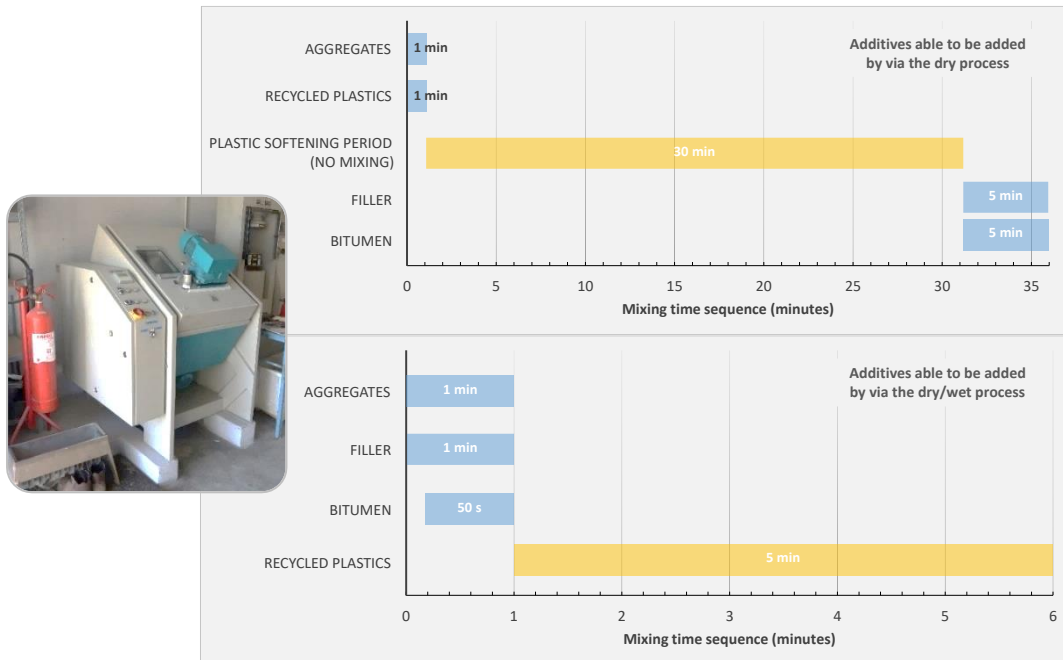 Additives able to be added
by via the dry process
AGGREGATES
1 min
RECYCLED PLASTICS
1 min
PLASTIC SOFTENING PERIOD
(NO MIXING)
30 min
FILLER
5 min
BITUMEN
5 min
0 5 10 15 20 25 30 35
Mixing time sequence (minutes)
Additives able to be added
by via the dry/wet process
AGGREGATES
1 min
FILLER
1 min
BITUMEN
50 s
RECYCLED PLASTICS
5 min
0 1 2 3 4 5 6
Mixing time sequence (minutes)